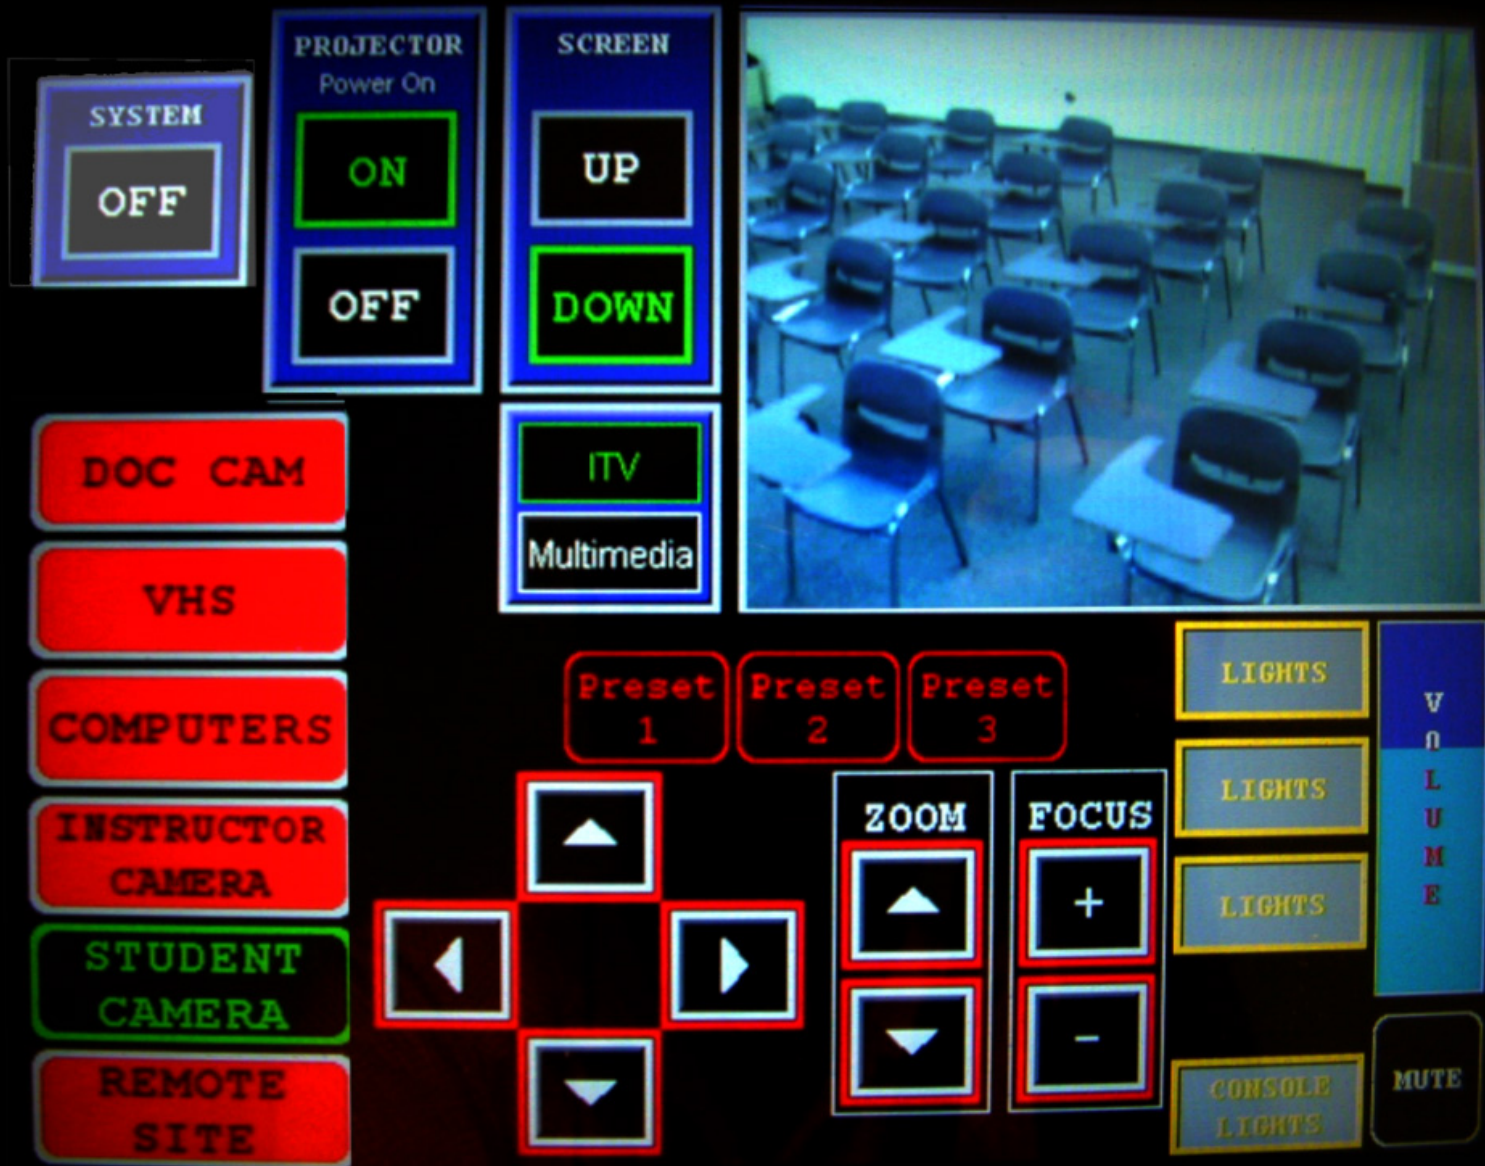 SYSTEM
OFF
PROJECTOR
Power On
ON
OFF
SCREEN
UP
DOWN
ITV
Multimedia
DOC CAM
VHS
COMPUTERS
INSTRUCTOR
CAMERA
STUDENT
CAMERA
REMOTE
SITE
Preset
1
Preset
2
Preset
3
ZOOM
FOCUS
+
-
LIGHTS
LIGHTS
LIGHTS
CONSOLE
LIGHTS
VOLUME
MUTE